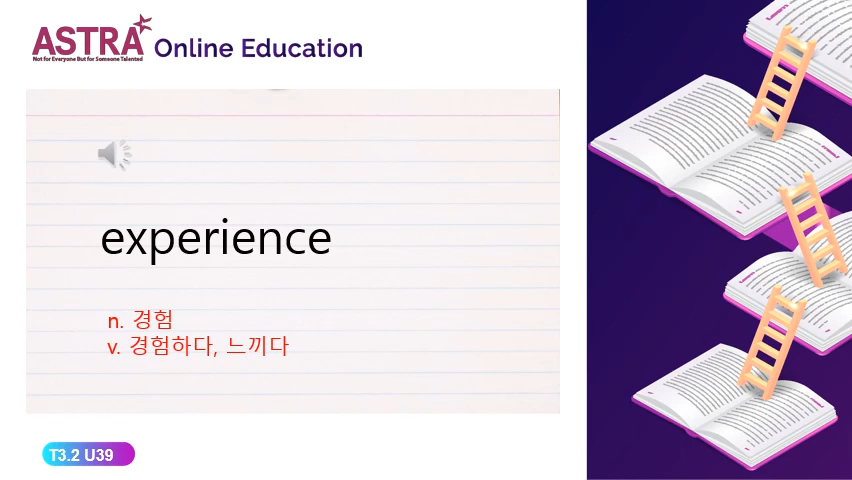 ASTRA Online Education
Not for Everyone But for Someone Talented
experience
n. 경험
v. 경험하다, 느끼다
T3.2 U39